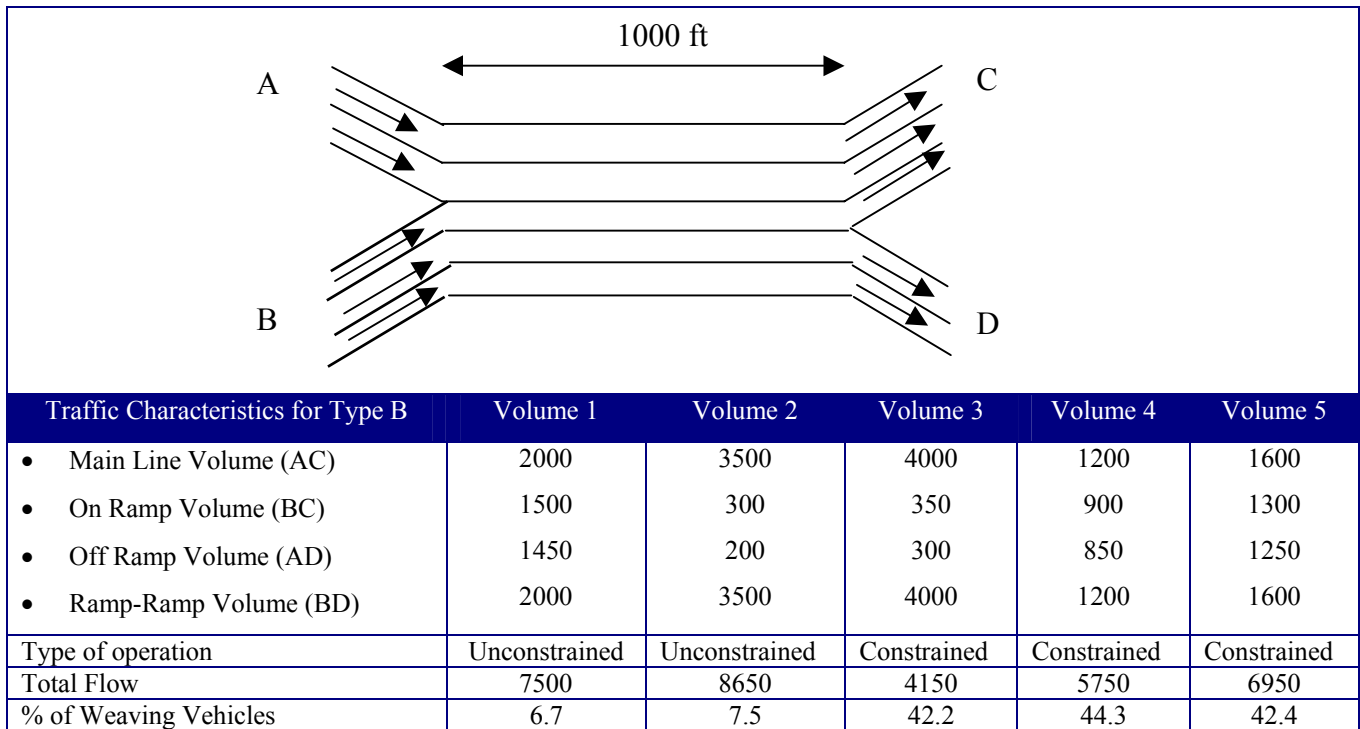 1000 ft
A
C
B
D
Traffic Characteristics for Type B Volume 1 Volume 2 Volume 3 Volume 4 Volume 5
• Main Line Volume (AC) 2000 3500 4000 1200 1600
• On Ramp Volume (BC) 1500 300 350 900 1300
• Off Ramp Volume (AD) 1450 200 300 850 1250
• Ramp-Ramp Volume (BD) 2000 3500 4000 1200 1600
Type of operation Unconstrained Unconstrained Constrained Constrained Constrained
Total Flow 7500 8650 4150 5750 6950
% of Weaving Vehicles 6.7 7.5 42.2 44.3 42.4